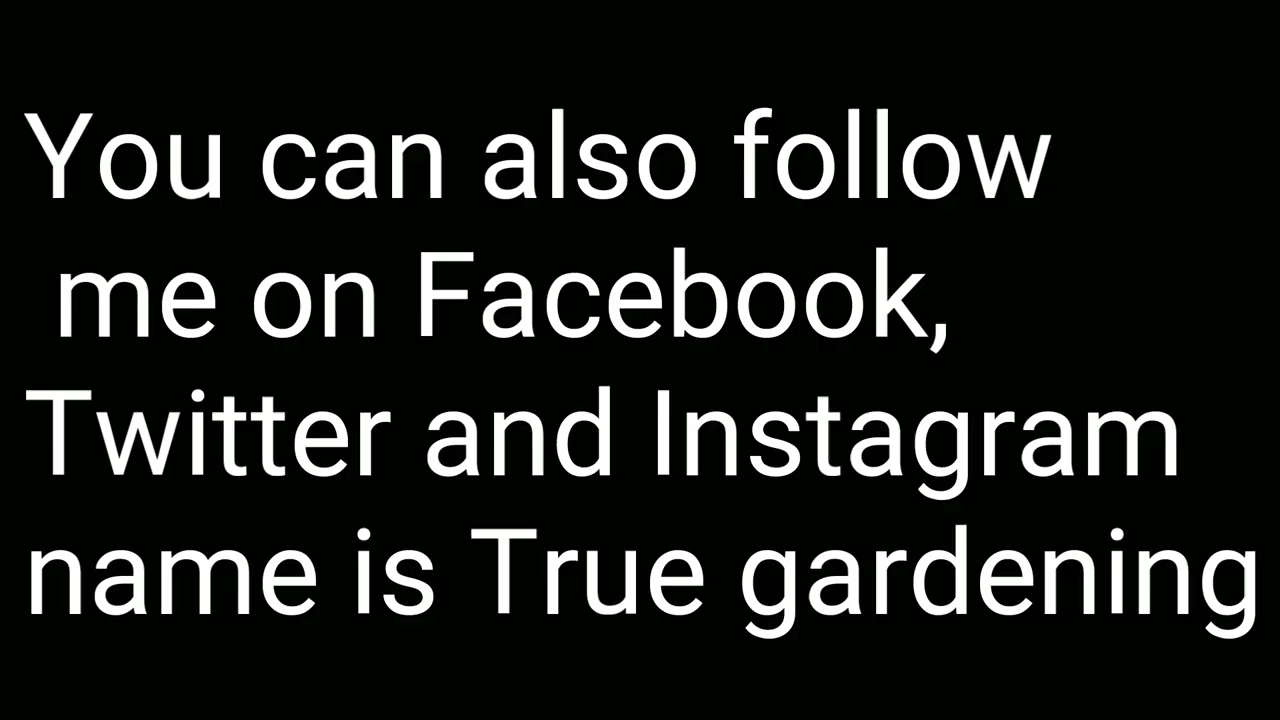 You can also follow
me on Facebook,
Twitter and Instagram
name is True gardening